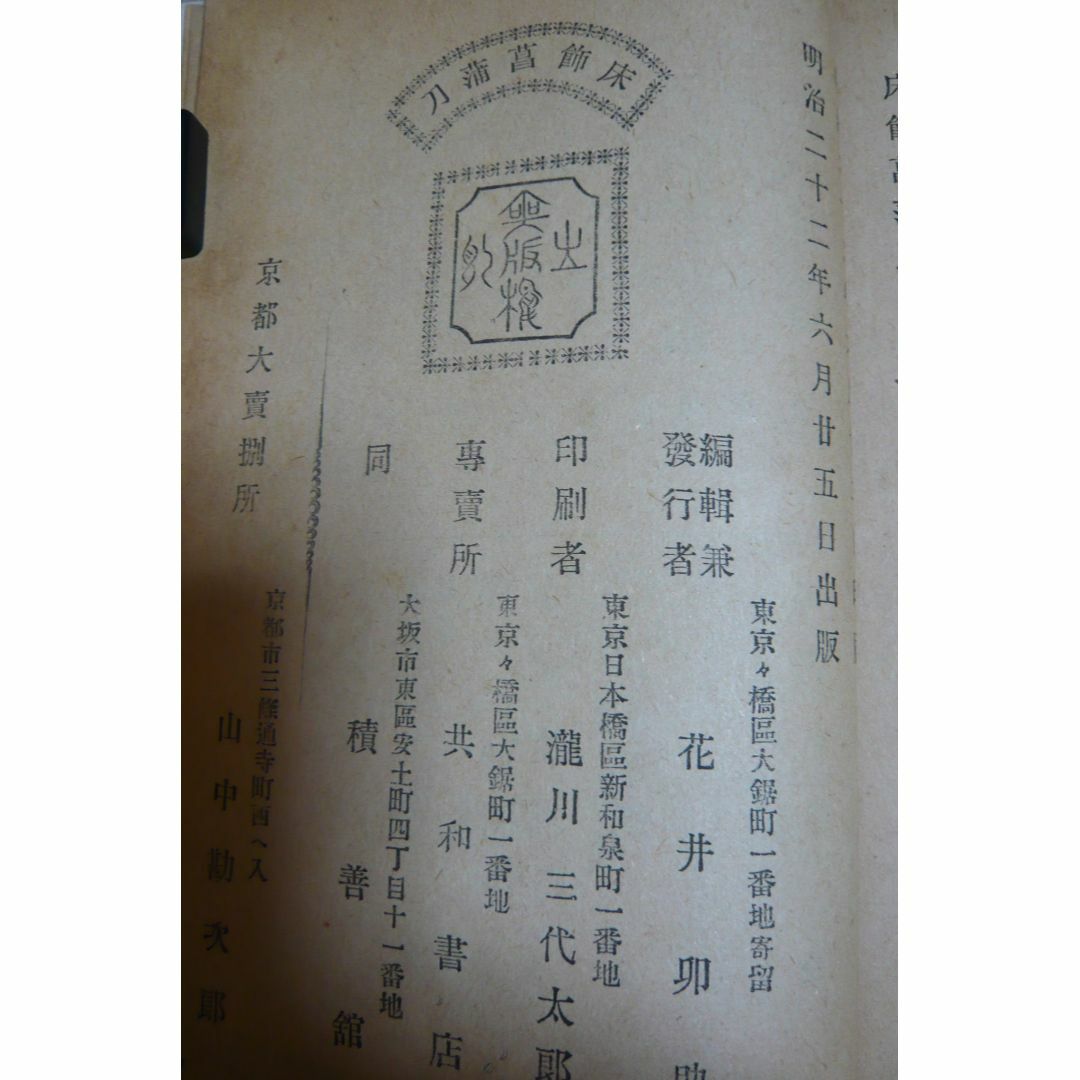 明治二十二年六月廿五日出版
床飾菖蒲刀
版權
編輯兼
發行者
東京々橋區大鋸町一番地寄留
花井卯助
印刷者
東京日本橋區新和泉町一番地
瀧川三代太郎
專賣所
東京々橋區大鋸町一番地
共和書店
同
大坂市東區安土町四丁目十一番地
積善舘
京都大賣捌所
京都市三條通寺町西へ入
山中勘次郎